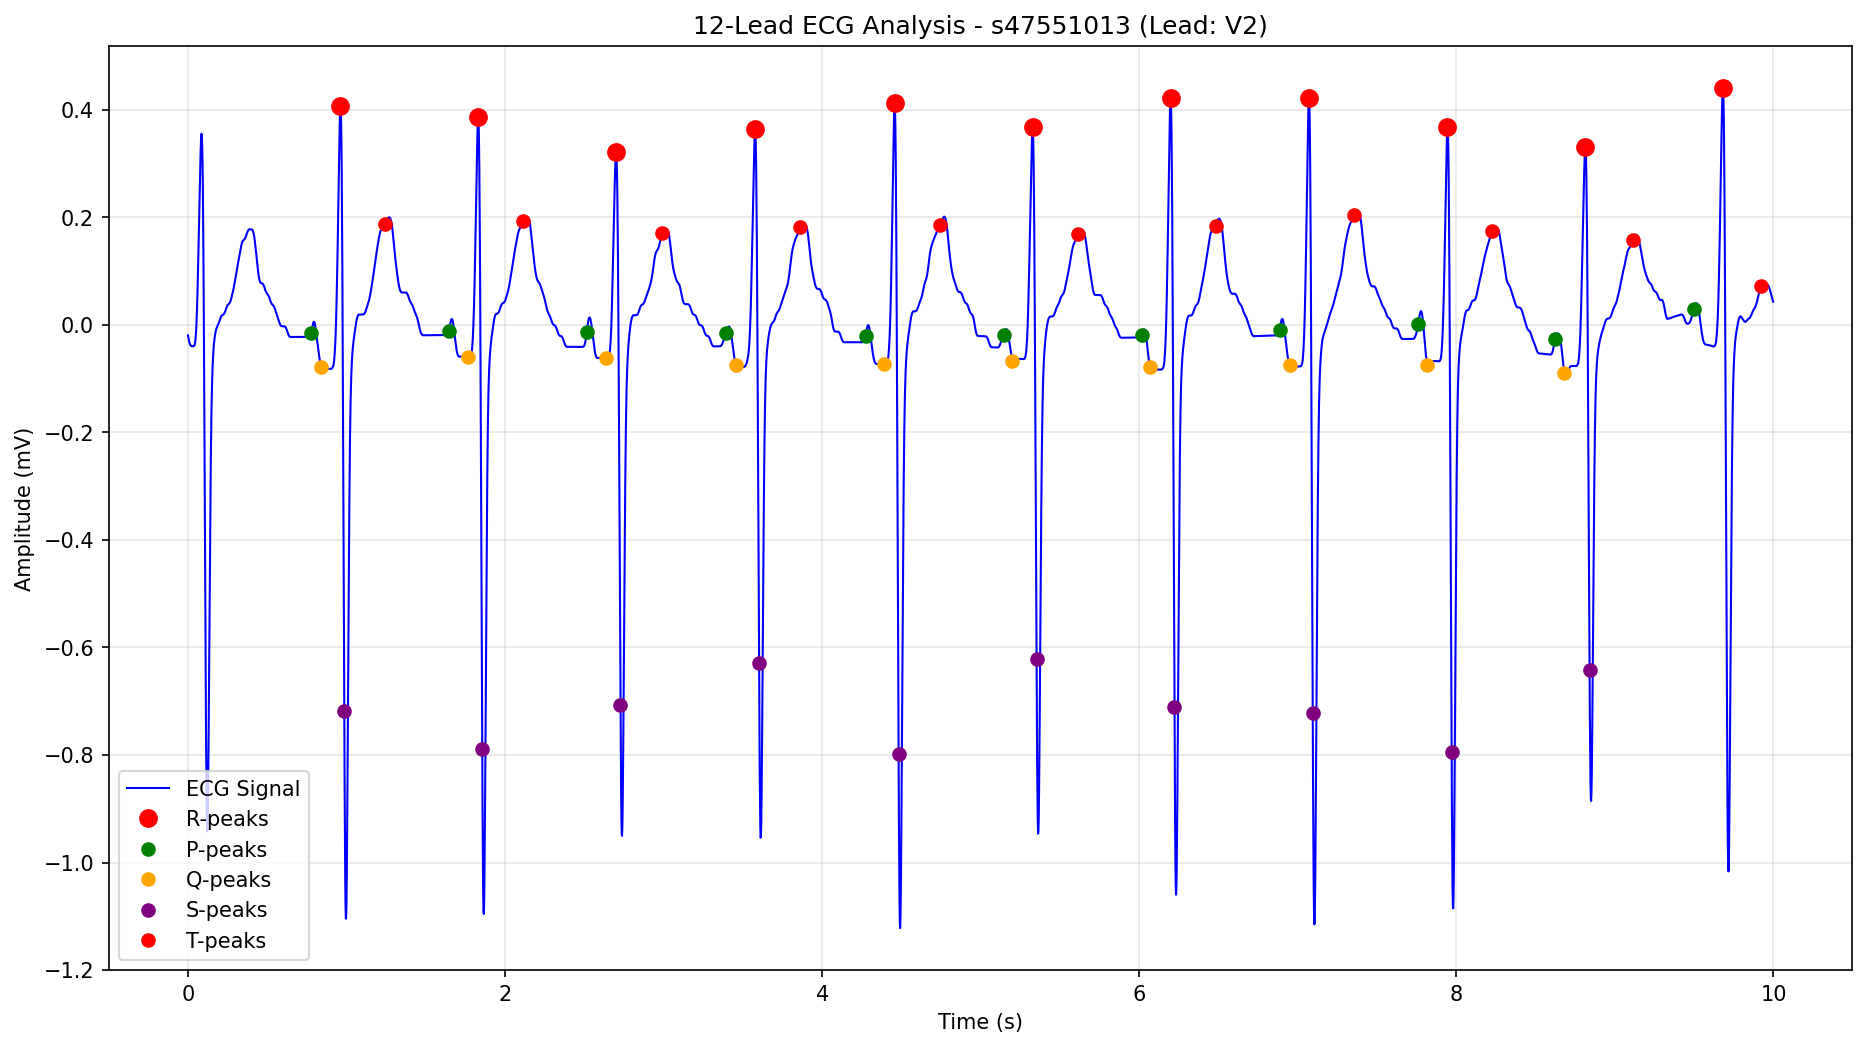 12-Lead ECG Analysis - s47551013 (Lead: V2)
Amplitude (mV)
0.4
0.2
0.0
−0.2
−0.4
−0.6
−0.8
−1.0
−1.2
ECG Signal
R-peaks
P-peaks
Q-peaks
S-peaks
T-peaks
0 2 4 6 8 10
Time (s)